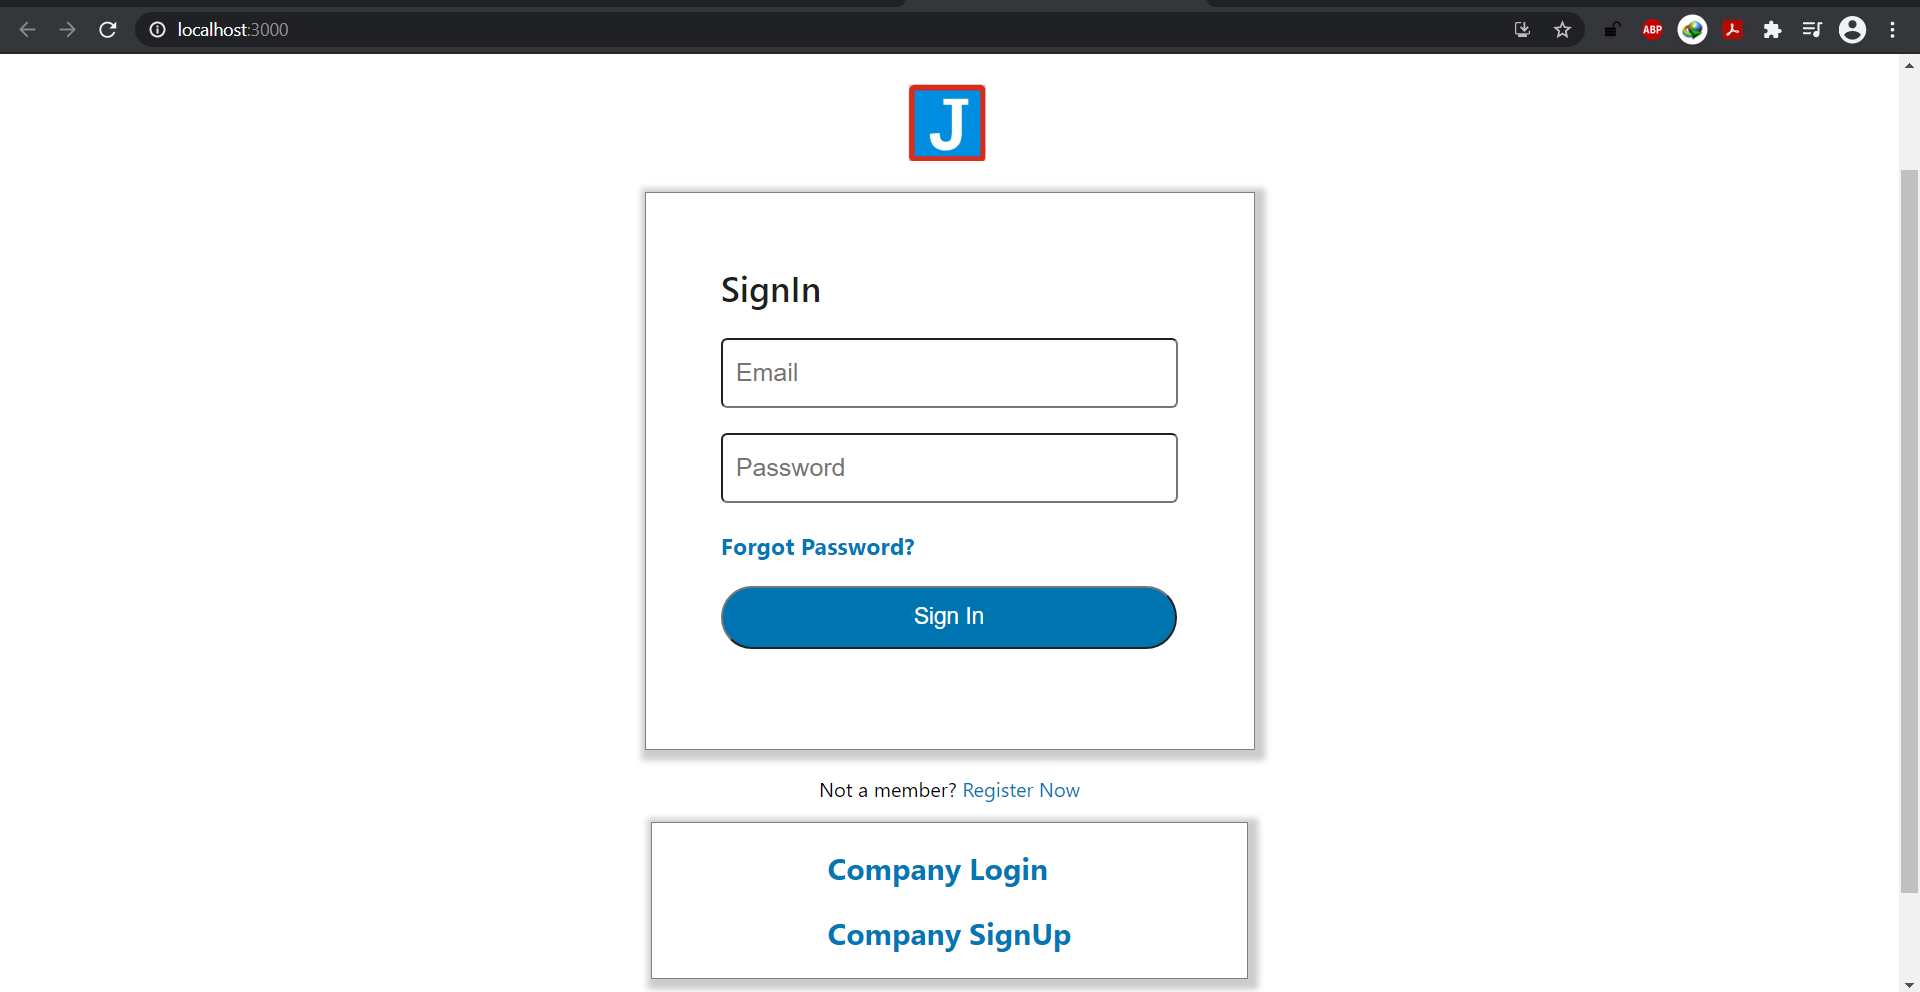 localhost:3000
ABP
J
SignIn
Email
Password
Forgot Password?
Sign In
Not a member? Register Now
Company Login
Company SignUp